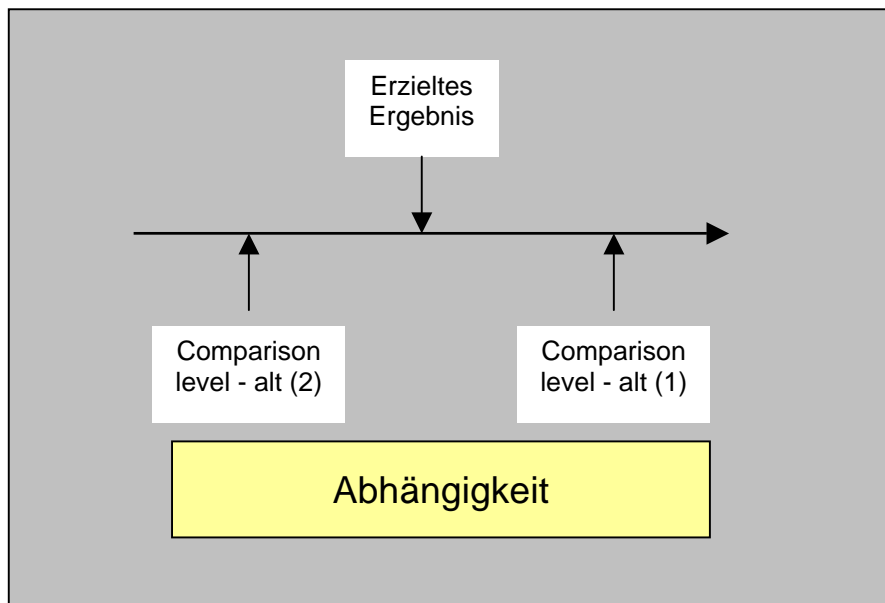 Erzieltes
Ergebnis
Comparison
level - alt (2)
Comparison
level - alt (1)
Abhängigkeit